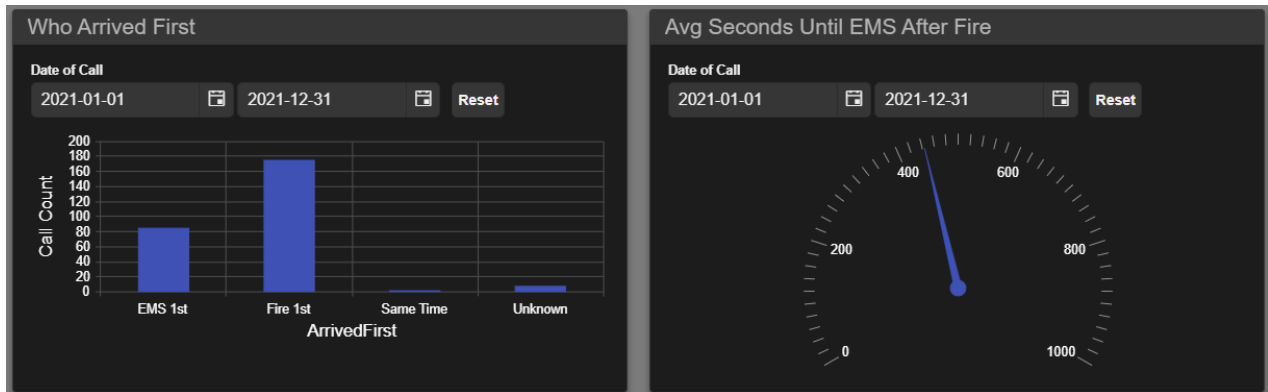 Who Arrived First
Date of Call
2021-01-01 2021-12-31 Reset
200
180
160
140
120
100
80
60
40
20
0
Call Count
EMS 1st Fire 1st Same Time Unknown
ArrivedFirst
Avg Seconds Until EMS After Fire
Date of Call
2021-01-01 2021-12-31 Reset
400 600
200 800
0 1000